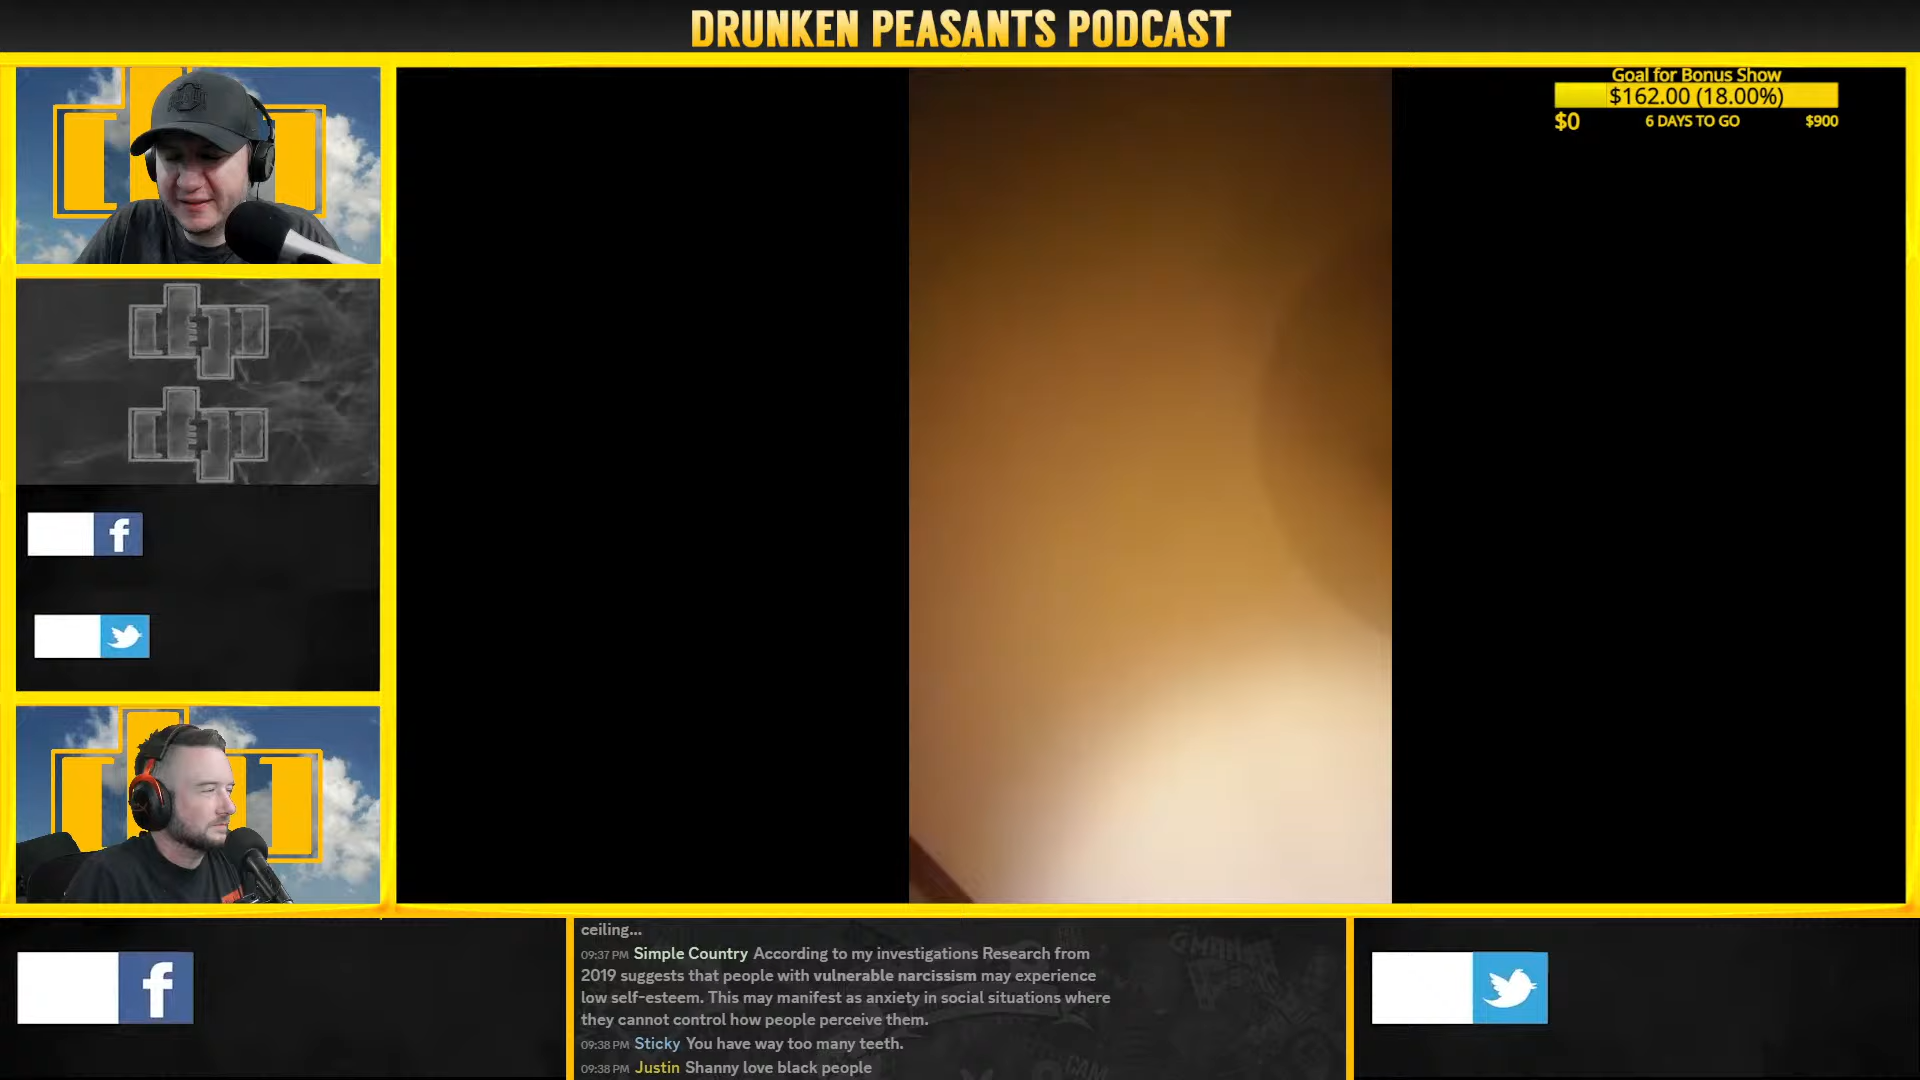 DRUNKEN PEASANTS PODCAST
Goal for Bonus Show
$162.00 (18.00%)
$0 6 DAYS TO GO $900
f
f
ceiling...
09:37 PM Simple Country According to my investigations Research from
2019 suggests that people with vulnerable narcissism may experience
low self-esteem. This may manifest as anxiety in social situations where
they cannot control how people perceive them.
09:38 PM Sticky You have way too many teeth.
09:38 PM Justin Shanny love black people